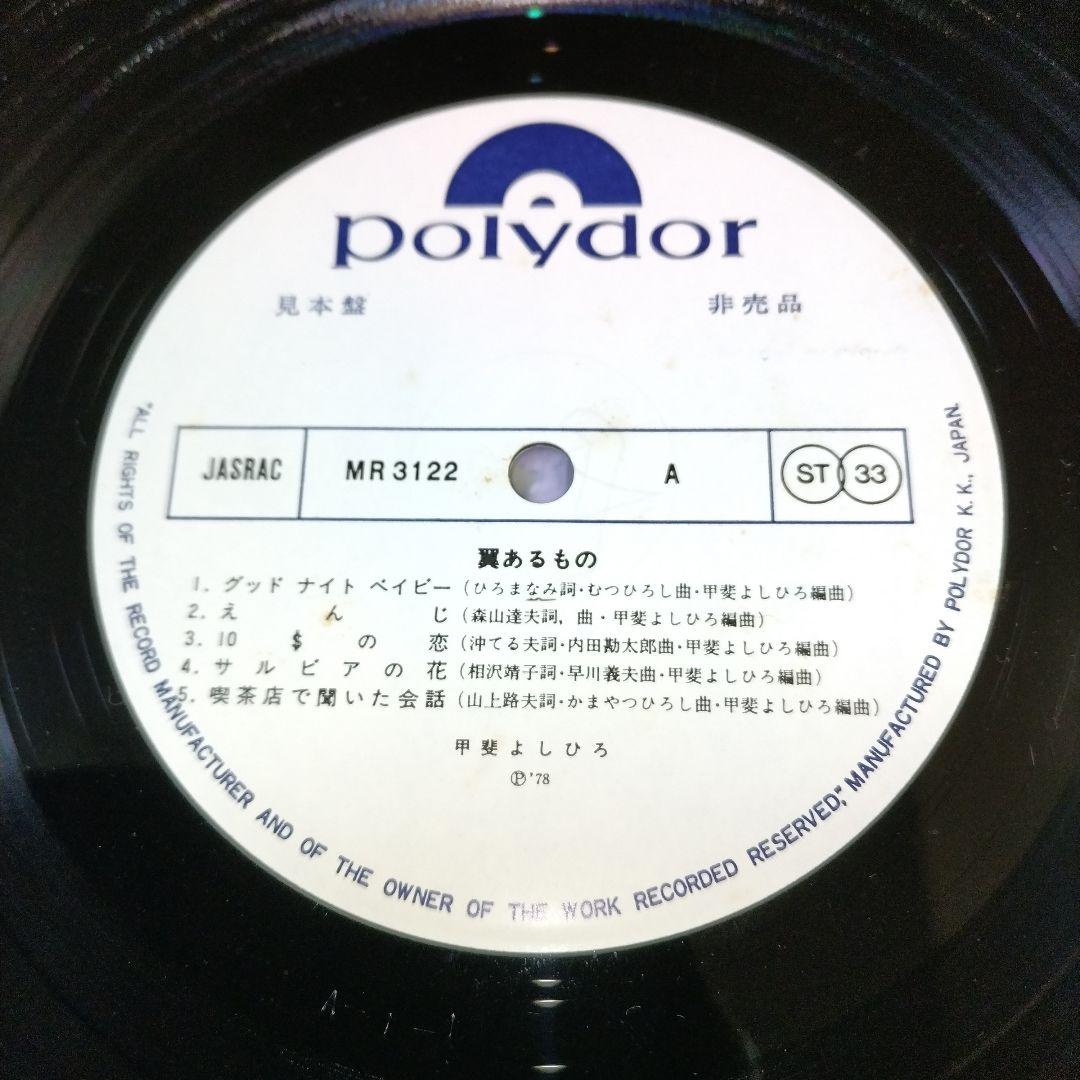 polydor
見本盤 非売品
JASRAC MR 3122 A ST 33
翼あるもの
1. グッド ナイト ベイビー (ひろまなみ詞・むつひろし曲・甲斐よしひろ編曲)
2. えんじ (森山達夫詞, 曲・甲斐よしひろ編曲)
3. 10$の恋 (沖てる夫詞・内田勘太郎曲・甲斐よしひろ編曲)
4. サルビアの花 (相沢靖子詞・早川義夫曲・甲斐よしひろ編曲)
5. 喫茶店で聞いた会話 (山上路夫詞・かまやつひろし曲・甲斐よしひろ編曲)
甲斐よしひろ
Ⓟ'78
"ALL RIGHTS OF THE RECORD MANUFACTURER AND OF THE OWNER OF THE WORK RECORDED RESERVED," MANUFACTURED BY POLYDOR K.K., JAPAN.
A-1-1